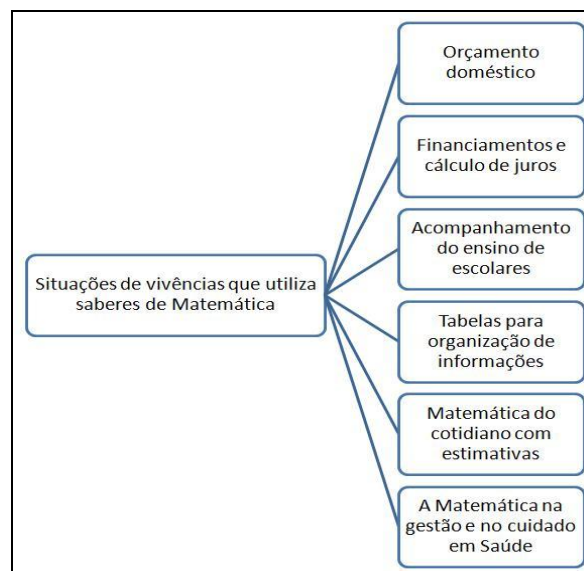 Orçamento
doméstico
Financiamentos e
cálculo de juros
Acompanhamento
do ensino de
escolares
Situações de vivências que utiliza
saberes de Matemática
Tabelas para
organização de
informações
Matemática do
cotidiano com
estimativas
A Matemática na
gestão e no cuidado
em Saúde